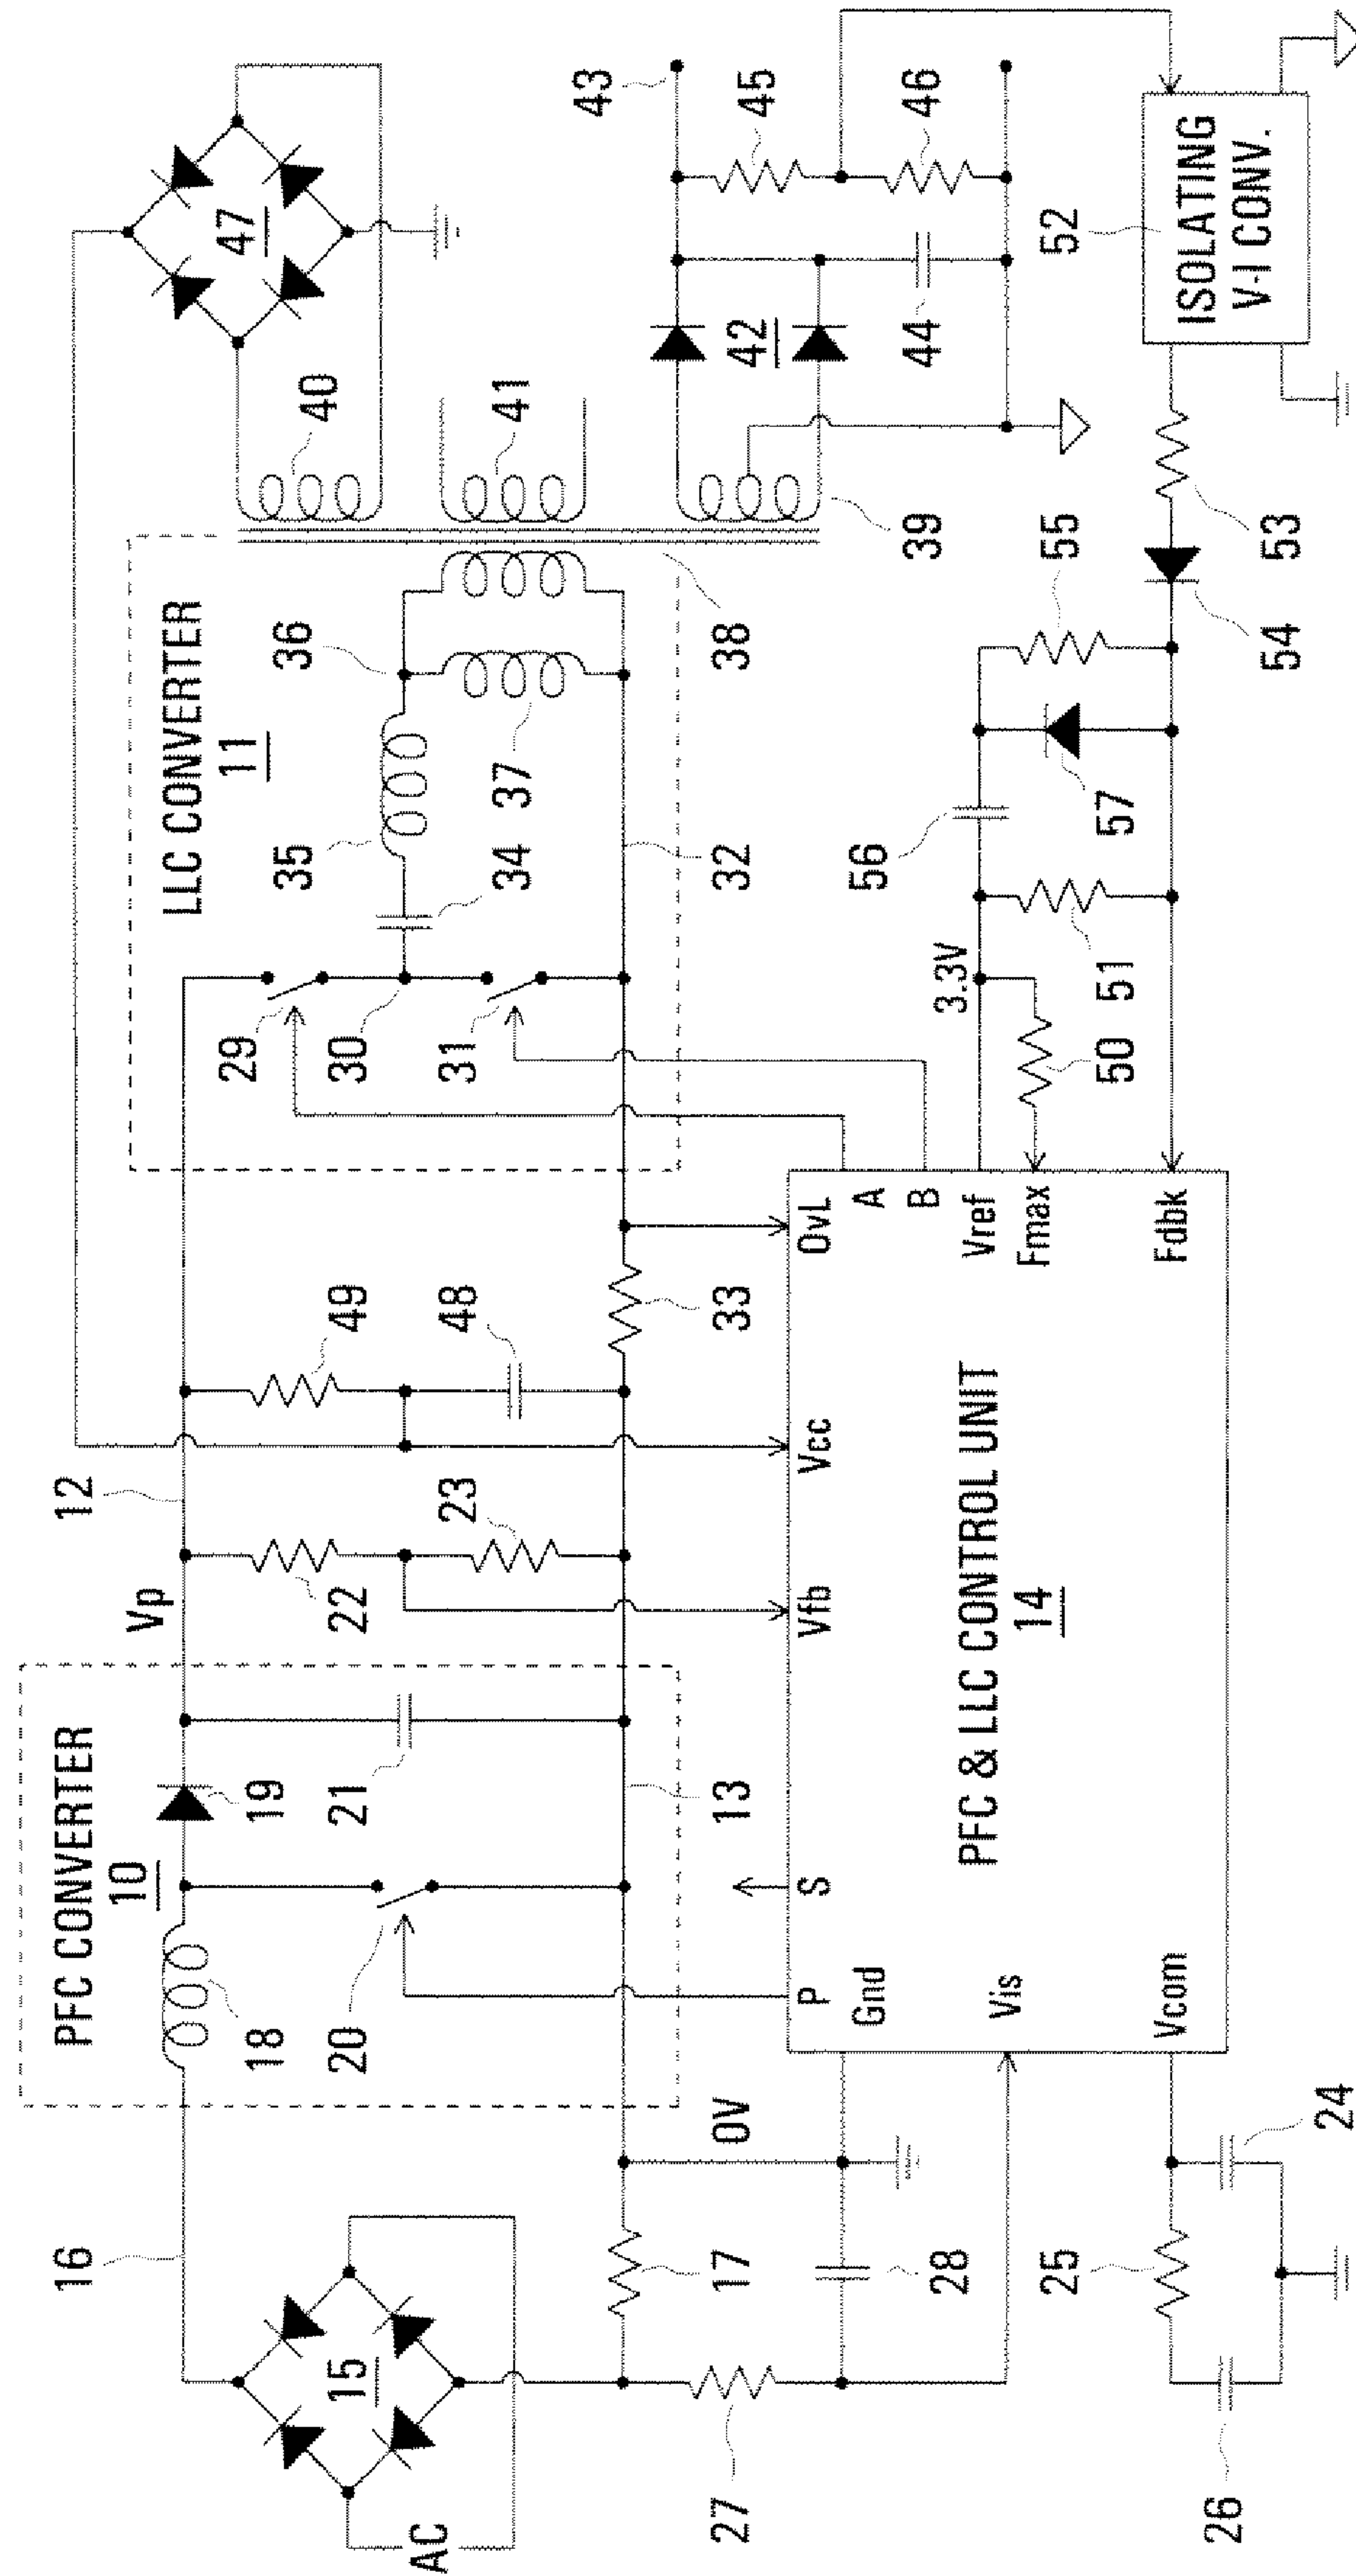 PFC CONVERTER
10
LLC CONVERTER
11
16
18
19
20
21
Vp
12
22
23
49
48
29
30
31
35
34
36
37
32
38
40
41
39
47
43
45
46
42
44
AC
15
17
0V
13
33
27
28
P
S
Vfb
Vcc
OvL
A
B
Vref
Fmax
Fdbk
Gnd
Vis
Vcom
PFC & LLC CONTROL UNIT
14
3.3V
50
51
56
57
55
54
53
52
ISOLATING
V-I CONV.
25
24
26